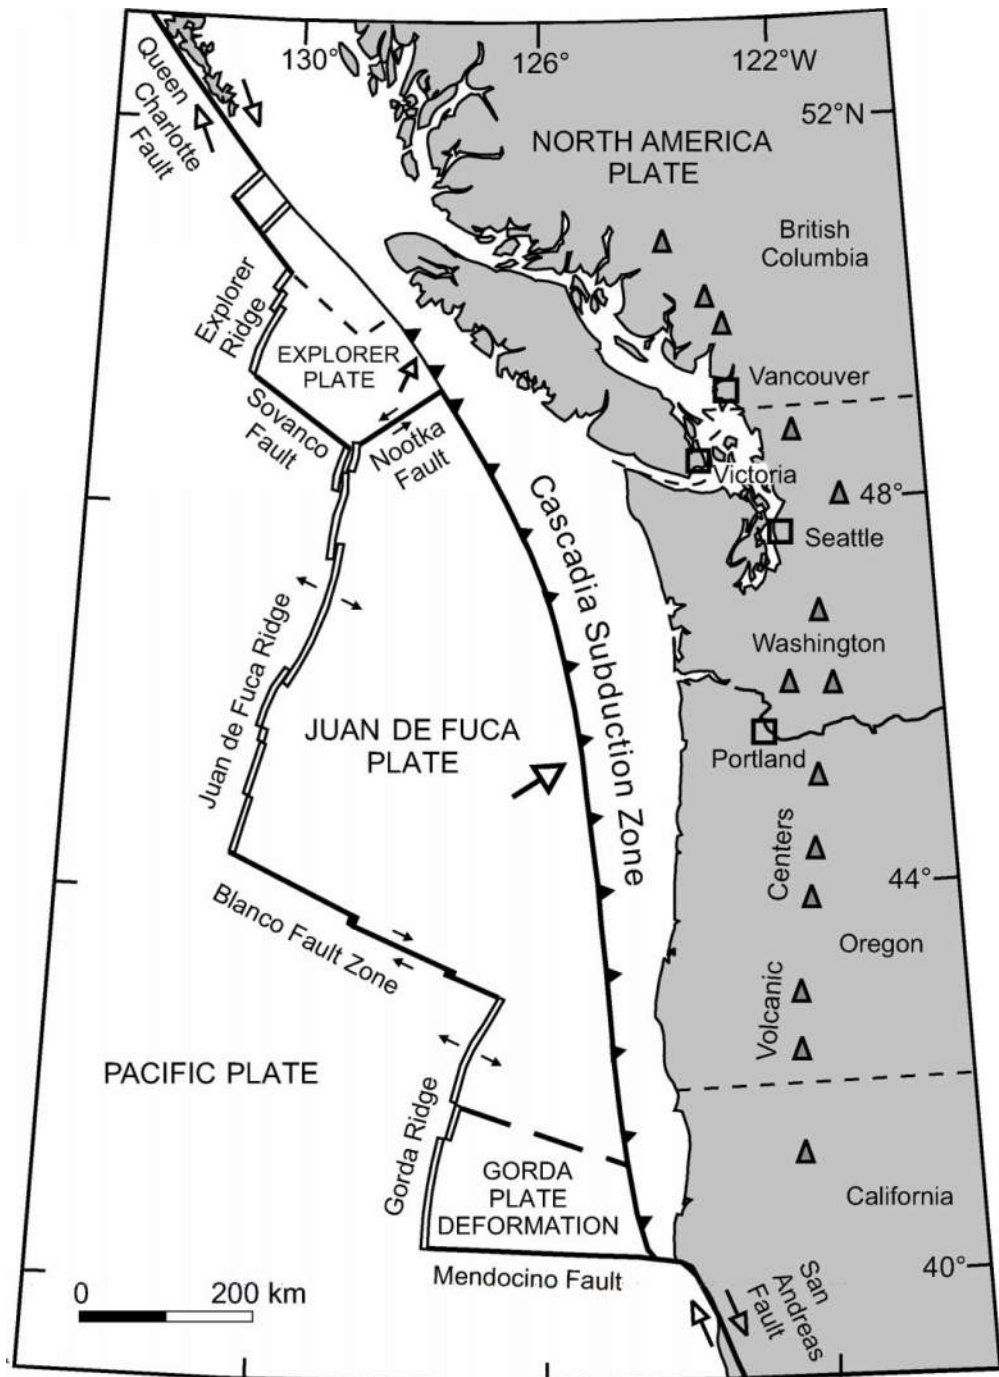 130°
126°
122°W
52°N
Queen
Charlotte
Fault
NORTH AMERICA
PLATE
British
Columbia
Explorer
Ridge
EXPLORER
PLATE
Vancouver
Sovanco
Fault
Nootka
Fault
Victoria
48°
Seattle
Cascadia Subduction Zone
Washington
Juan de Fuca Ridge
JUAN DE FUCA
PLATE
Portland
Volcanic Centers
44°
Blanco Fault Zone
Oregon
PACIFIC PLATE
Gorda Ridge
GORDA
PLATE
DEFORMATION
California
Mendocino Fault
40°
San
Andreas
Fault
0 200 km